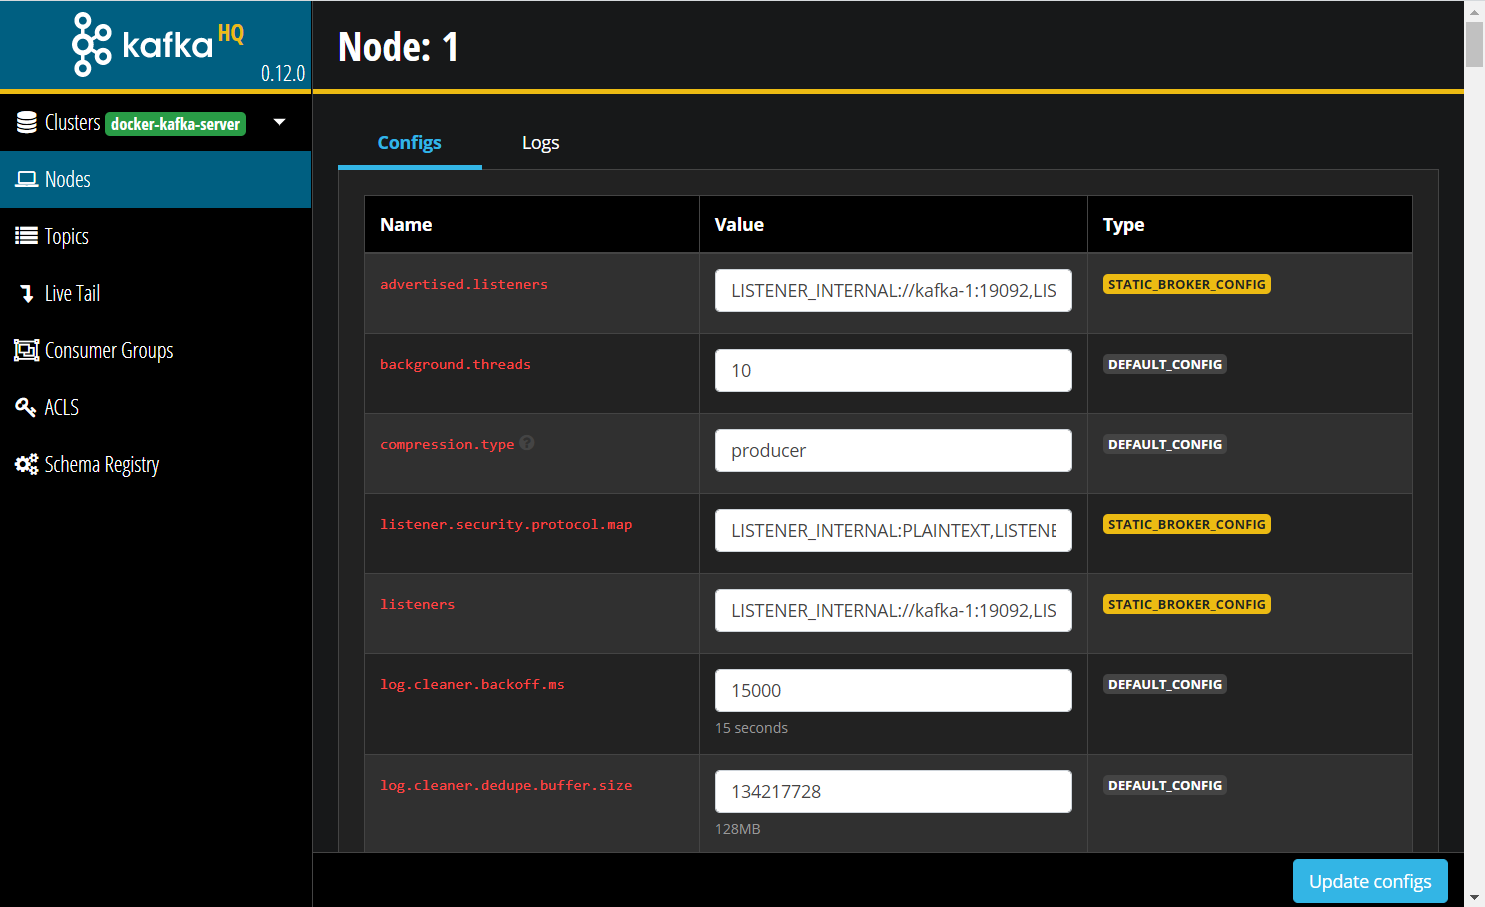 kafka HQ
0.12.0
Node: 1
Clusters docker-kafka-server
Nodes
Topics
Live Tail
Consumer Groups
ACLS
Schema Registry
Configs Logs
Name Value Type
advertised.listeners LISTENER_INTERNAL://kafka-1:19092,LIS STATIC_BROKER_CONFIG
background.threads 10 DEFAULT_CONFIG
compression.type ? producer DEFAULT_CONFIG
listener.security.protocol.map LISTENER_INTERNAL:PLAINTEXT,LISTENE STATIC_BROKER_CONFIG
listeners LISTENER_INTERNAL://kafka-1:19092,LIS STATIC_BROKER_CONFIG
log.cleaner.backoff.ms 15000 DEFAULT_CONFIG
15 seconds
log.cleaner.dedupe.buffer.size 134217728 DEFAULT_CONFIG
128MB
Update configs